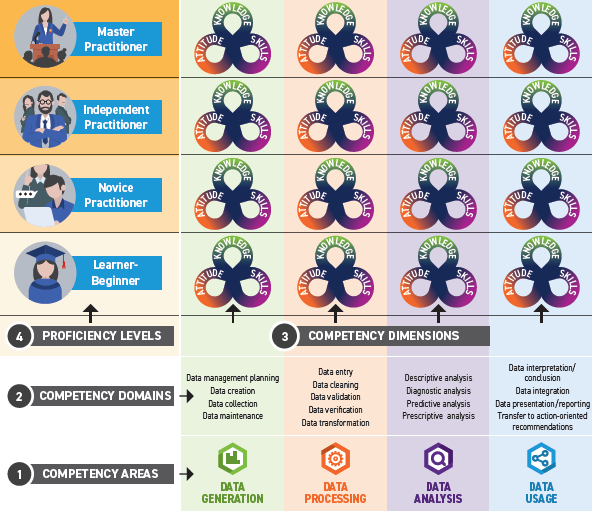 Master
Practitioner
KNOWLEDGE
ATTITUDE
SKILLS
KNOWLEDGE
ATTITUDE
SKILLS
KNOWLEDGE
ATTITUDE
SKILLS
KNOWLEDGE
ATTITUDE
SKILLS
Independent
Practitioner
KNOWLEDGE
ATTITUDE
SKILLS
KNOWLEDGE
ATTITUDE
SKILLS
KNOWLEDGE
ATTITUDE
SKILLS
KNOWLEDGE
ATTITUDE
SKILLS
Novice
Practitioner
KNOWLEDGE
ATTITUDE
SKILLS
KNOWLEDGE
ATTITUDE
SKILLS
KNOWLEDGE
ATTITUDE
SKILLS
KNOWLEDGE
ATTITUDE
SKILLS
Learner-
Beginner
KNOWLEDGE
ATTITUDE
SKILLS
KNOWLEDGE
ATTITUDE
SKILLS
KNOWLEDGE
ATTITUDE
SKILLS
KNOWLEDGE
ATTITUDE
SKILLS
4 PROFICIENCY LEVELS
3 COMPETENCY DIMENSIONS
2 COMPETENCY DOMAINS
Data management planning
Data creation
Data collection
Data maintenance
Data entry
Data cleaning
Data validation
Data verification
Data transformation
Descriptive analysis
Diagnostic analysis
Predictive analysis
Prescriptive analysis
Data interpretation/
conclusion
Data integration
Data presentation/reporting
Transfer to action-oriented
recommendations
1 COMPETENCY AREAS
DATA
GENERATION
DATA
PROCESSING
DATA
ANALYSIS
DATA
USAGE